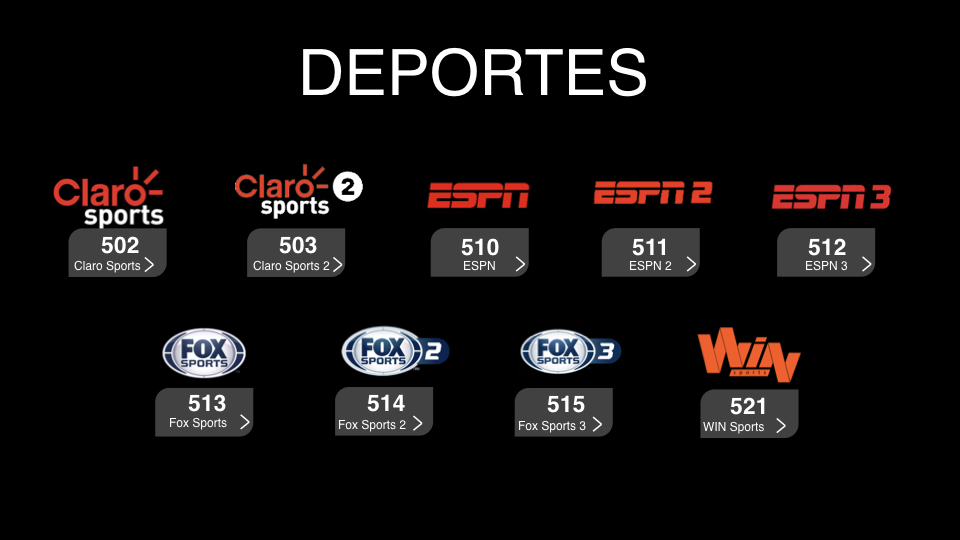 DEPORTES
Claro
sports
502
Claro Sports
Claro
sports
2
503
Claro Sports 2
ESPN
510
ESPN
ESPN 2
511
ESPN 2
ESPN 3
512
ESPN 3
FOX
SPORTS
513
Fox Sports
FOX
SPORTS
2
514
Fox Sports 2
FOX
SPORTS
3
515
Fox Sports 3
WiN
sports
521
WIN Sports